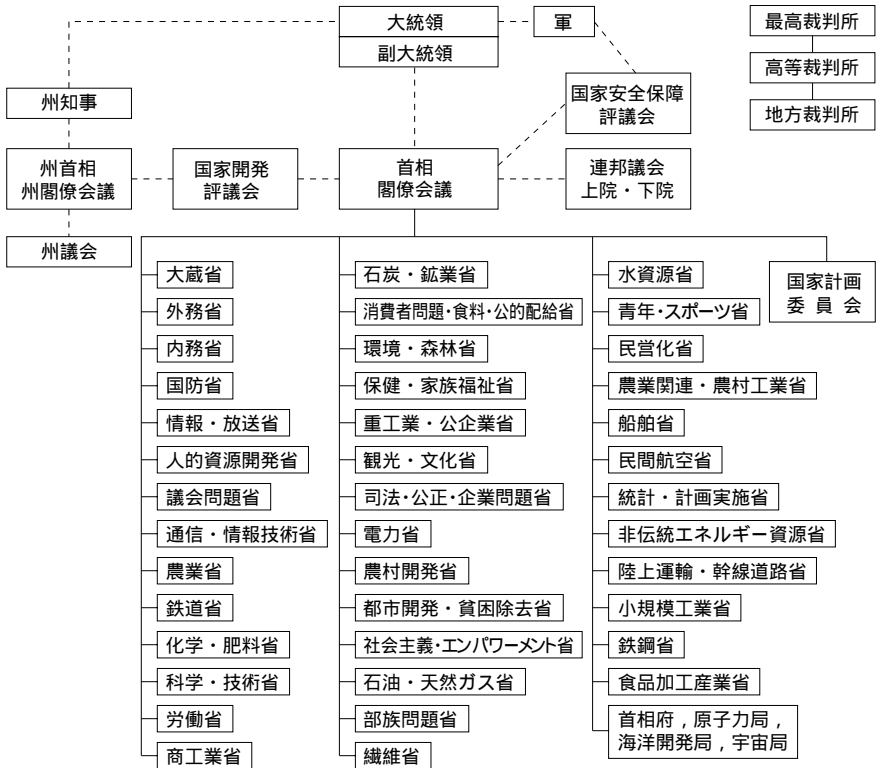 大統領
副大統領
軍
最高裁判所
高等裁判所
地方裁判所
国家安全保障
評議会
州知事
州首相
州閣僚会議
国家開発
評議会
首相
閣僚会議
連邦議会
上院・下院
州議会
国家計画
委員会
大蔵省
外務省
内務省
国防省
情報・放送省
人的資源開発省
議会問題省
通信・情報技術省
農業省
鉄道省
化学・肥料省
科学・技術省
労働省
商工業省
石炭・鉱業省
消費者問題・食料・公的配給省
環境・森林省
保健・家族福祉省
重工業・公企業省
観光・文化省
司法・公正・企業問題省
電力省
農村開発省
都市開発・貧困除去省
社会主義・エンパワーメント省
石油・天然ガス省
部族問題省
繊維省
水資源省
青年・スポーツ省
民営化省
農業関連・農村工業省
船舶省
民間航空省
統計・計画実施省
非伝統エネルギー資源省
陸上運輸・幹線道路省
小規模工業省
鉄鋼省
食品加工産業省
首相府，原子力局，
海洋開発局，宇宙局